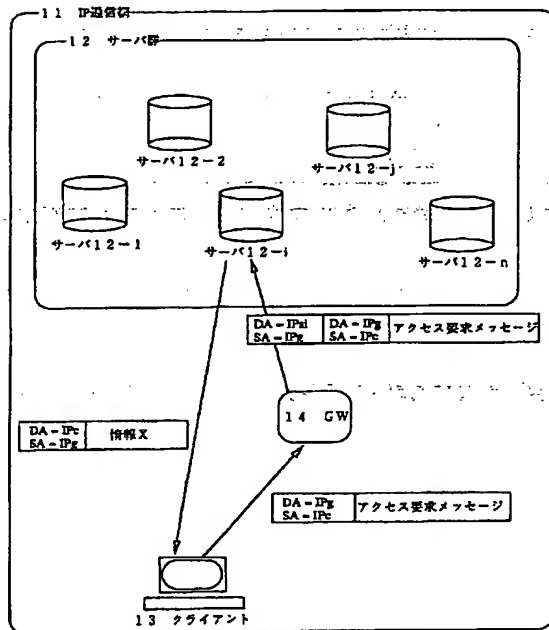 11 IP通信網
12 サーバ群
サーバ12-2
サーバ12-j
サーバ12-1
サーバ12-i
サーバ12-n
DA-IPsi
SA-IPg
DA-IPg
SA-IPc
アクセス要求メッセージ
14 GW
DA-IPc
SA-IPg
情報X
DA-IPg
SA-IPc
アクセス要求メッセージ
13 クライアント